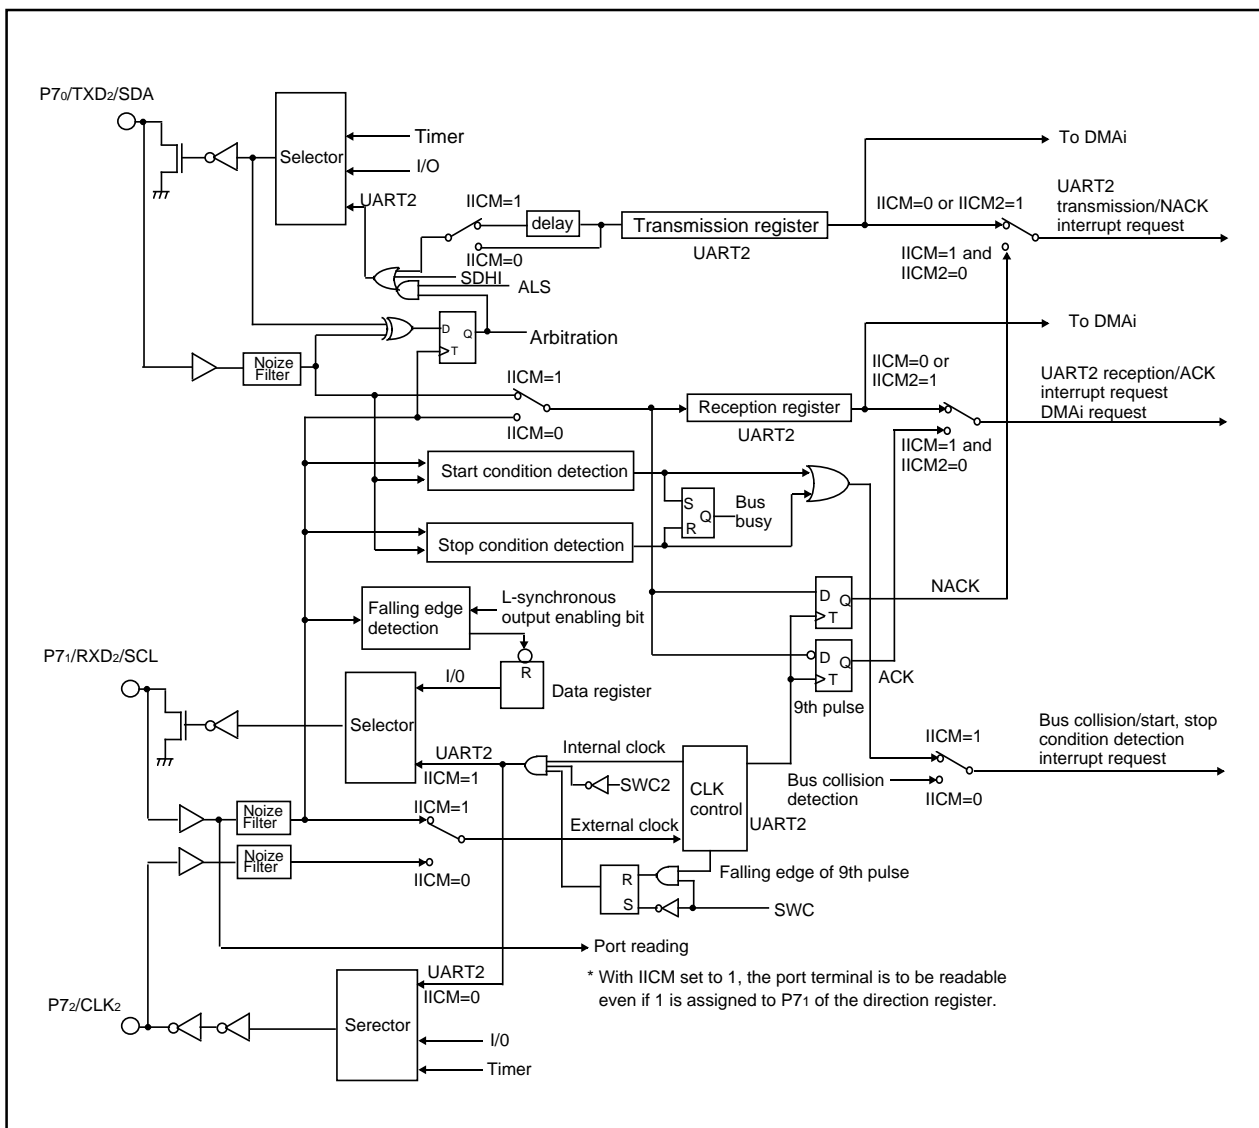 P70/TXD2/SDA
Selector
Timer
I/O
UART2
IICM=1
delay
IICM=0
SDHI
ALS
Transmission register
UART2
To DMAi
IICM=0 or IICM2=1
UART2
transmission/NACK
interrupt request
IICM=1 and
IICM2=0
D
Q
T
Arbitration
Noize
Filter
IICM=1
IICM=0
Reception register
UART2
To DMAi
IICM=0 or
IICM2=1
UART2 reception/ACK
interrupt request
DMAi request
IICM=1 and
IICM2=0
Start condition detection
S
Q
R
Bus
busy
Stop condition detection
Falling edge
detection
L-synchronous
output enabling bit
D
Q
T
NACK
D
Q
T
ACK
9th pulse
P71/RXD2/SCL
I/0
R
Data register
Selector
UART2
IICM=1
Internal clock
SWC2
CLK
control
UART2
IICM=1
Bus collision/start, stop
condition detection
interrupt request
Bus collision
detection
IICM=0
Noize
Filter
IICM=1
External clock
Noize
Filter
IICM=0
R
S
Falling edge of 9th pulse
SWC
Port reading
* With IICM set to 1, the port terminal is to be readable
even if 1 is assigned to P71 of the direction register.
P72/CLK2
Serector
UART2
IICM=0
I/0
Timer